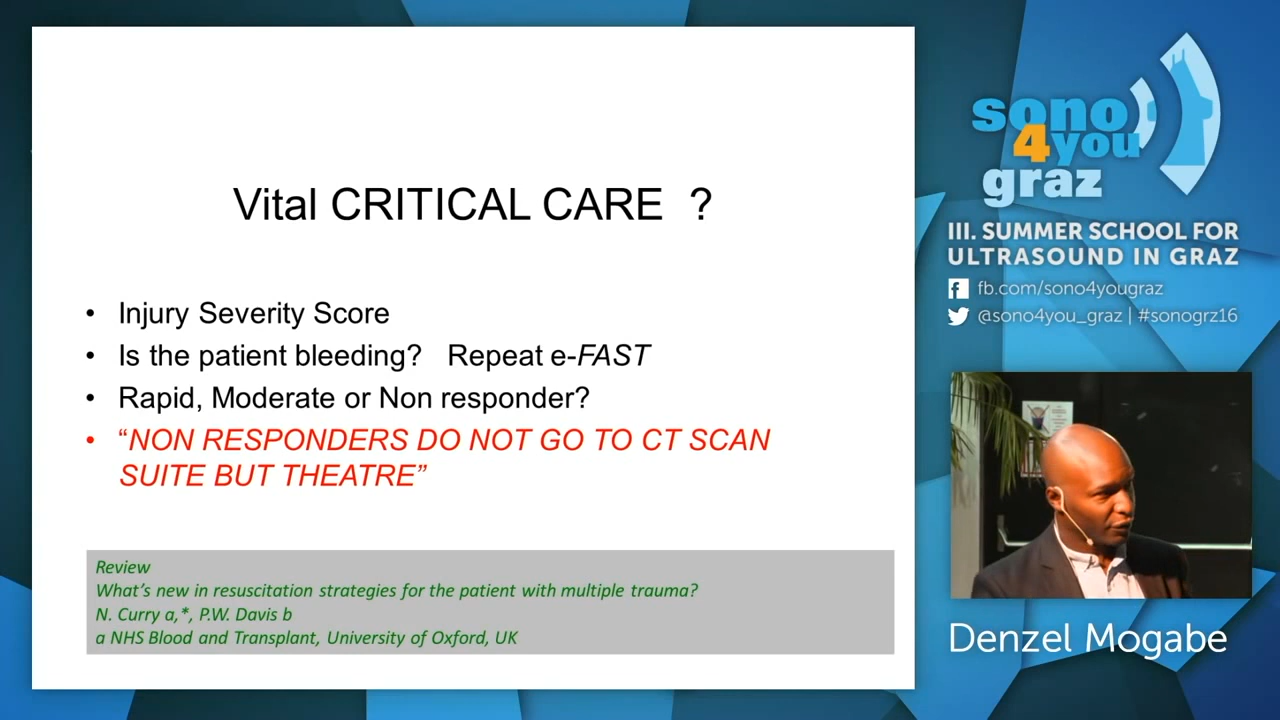 Vital CRITICAL CARE ?
• Injury Severity Score
• Is the patient bleeding? Repeat e-FAST
• Rapid, Moderate or Non responder?
• “NON RESPONDERS DO NOT GO TO CT SCAN
SUITE BUT THEATRE”
Review
What’s new in resuscitation strategies for the patient with multiple trauma?
N. Curry a,*, P.W. Davis b
a NHS Blood and Transplant, University of Oxford, UK
sono
4you
graz
III. SUMMER SCHOOL FOR
ULTRASOUND IN GRAZ
fb.com/sono4yougraz
@sono4you_graz | #sonogrz16
Denzel Mogabe